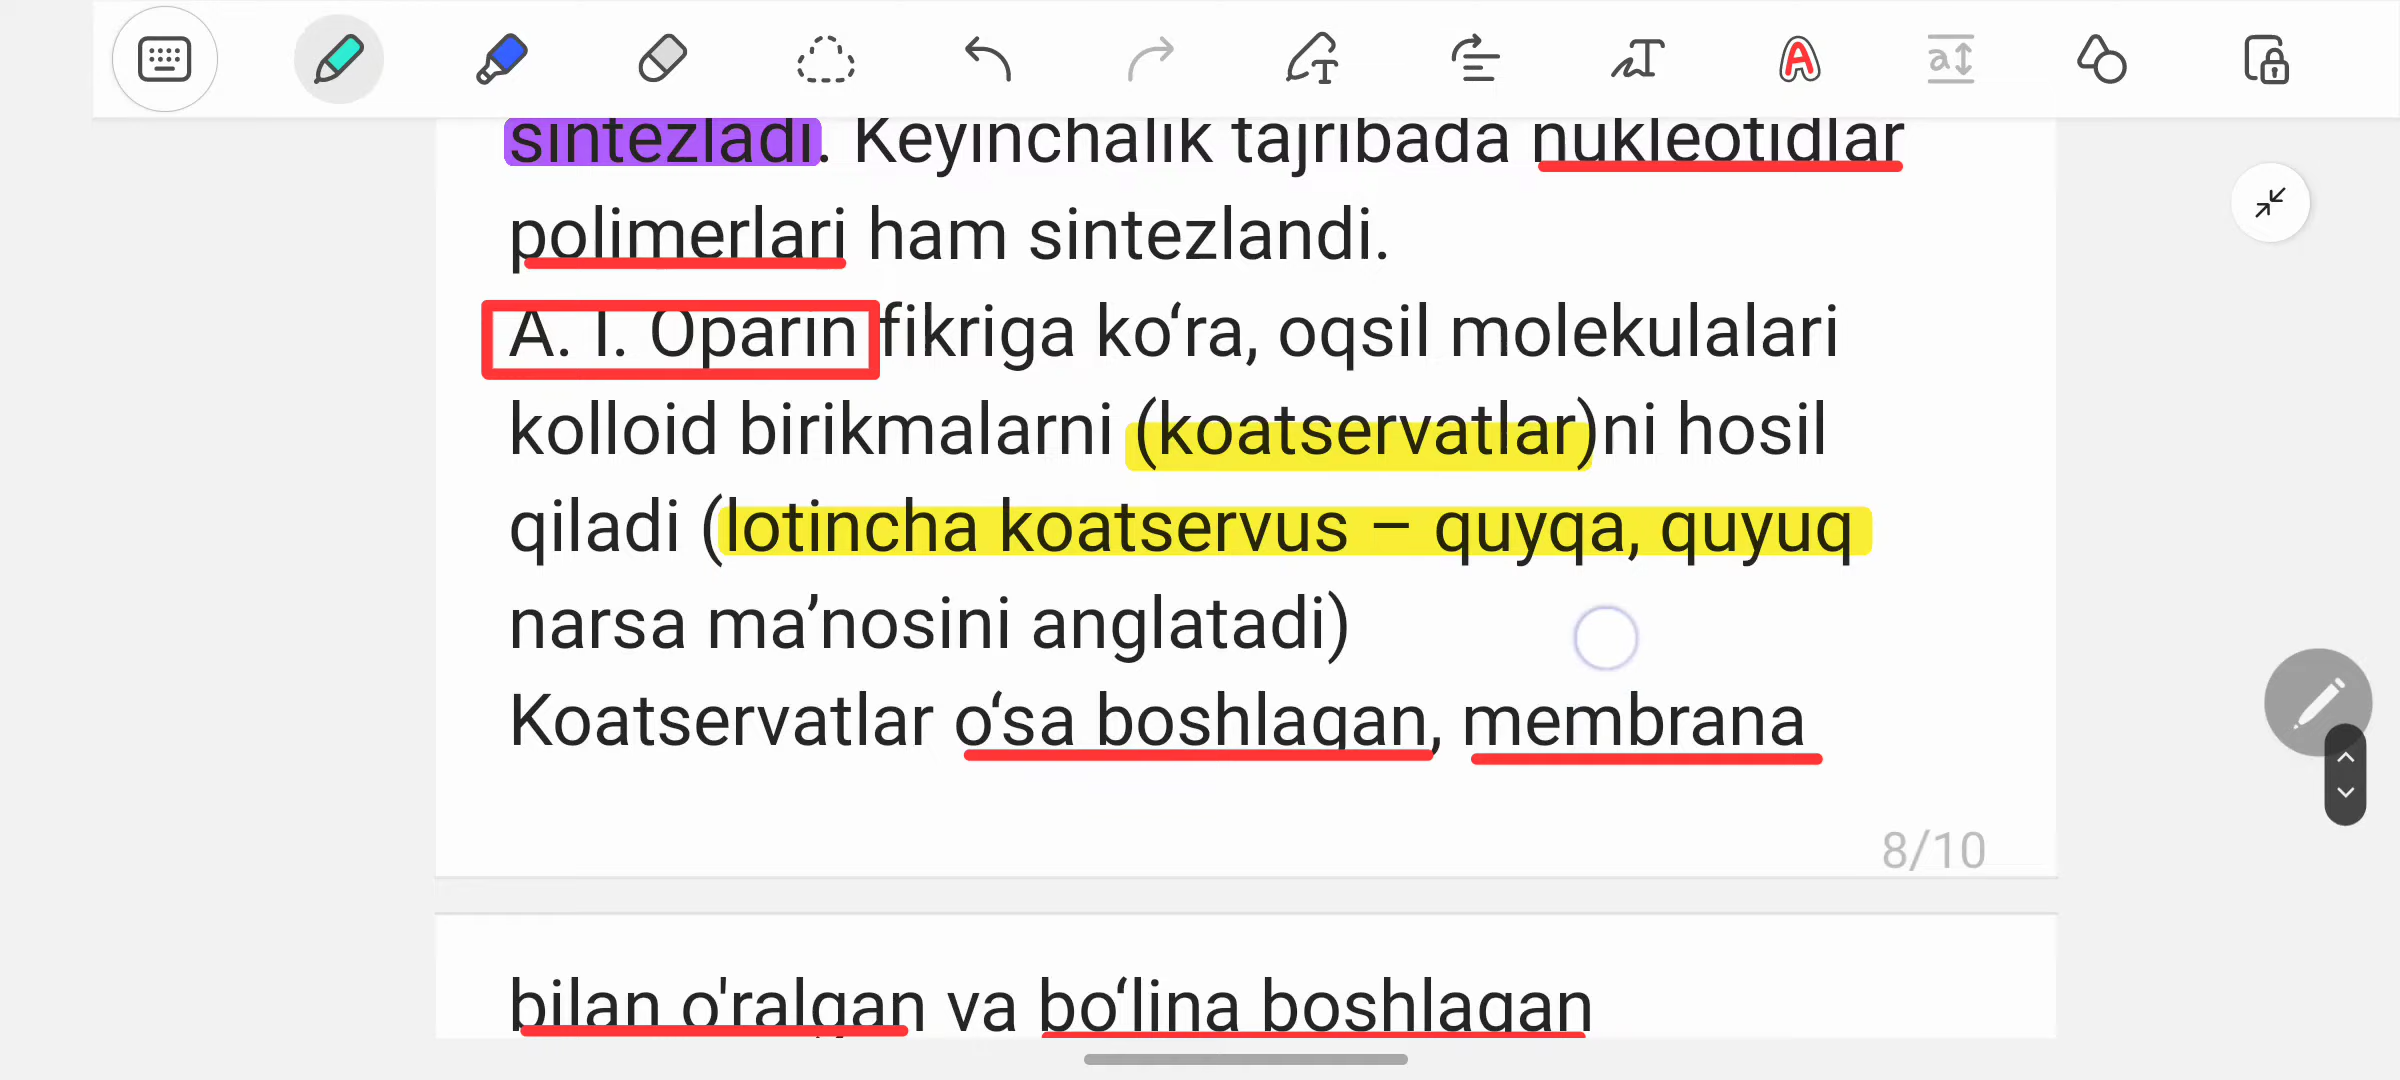 sintezladi. Keyinchalik tajribada nukleotidlar
polimerlari ham sintezlandi.
A. I. Oparin fikriga ko‘ra, oqsil molekulalari
kolloid birikmalarni (koatservatlar)ni hosil
qiladi (lotincha koatservus – quyqa, quyuq
narsa ma’nosini anglatadi)
Koatservatlar o‘sa boshlagan, membrana
8/10
bilan o'ralgan va bo‘lina boshlagan